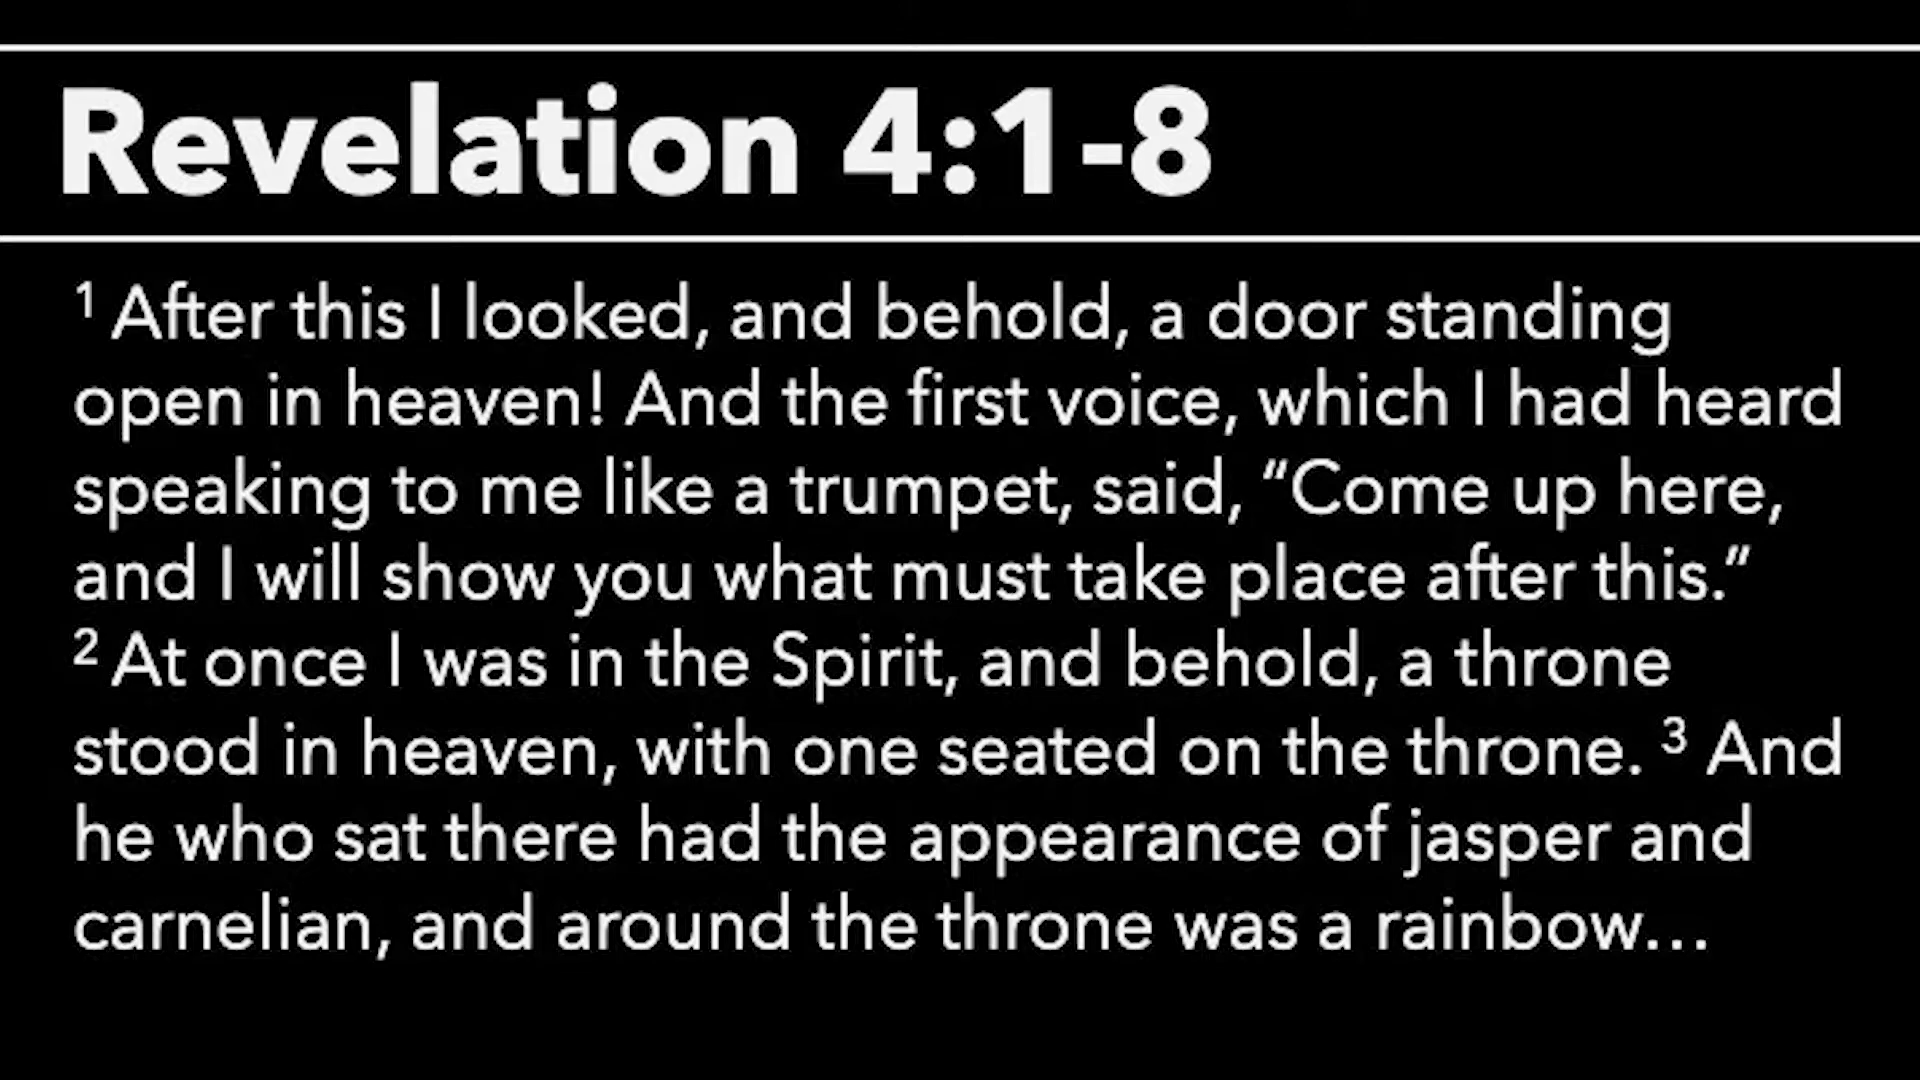 Revelation 4:1-8
¹ After this I looked, and behold, a door standing
open in heaven! And the first voice, which I had heard
speaking to me like a trumpet, said, “Come up here,
and I will show you what must take place after this.”
² At once I was in the Spirit, and behold, a throne
stood in heaven, with one seated on the throne. ³ And
he who sat there had the appearance of jasper and
carnelian, and around the throne was a rainbow…